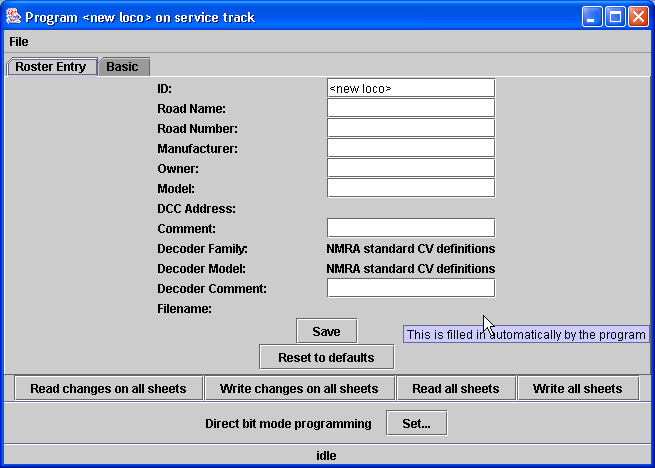 Program <new loco> on service track
File
Roster Entry Basic
ID: <new loco>
Road Name:
Road Number:
Manufacturer:
Owner:
Model:
DCC Address:
Comment:
Decoder Family: NMRA standard CV definitions
Decoder Model: NMRA standard CV definitions
Decoder Comment:
Filename:
Save
This is filled in automatically by the program
Reset to defaults
Read changes on all sheets Write changes on all sheets Read all sheets Write all sheets
Direct bit mode programming Set...
idle